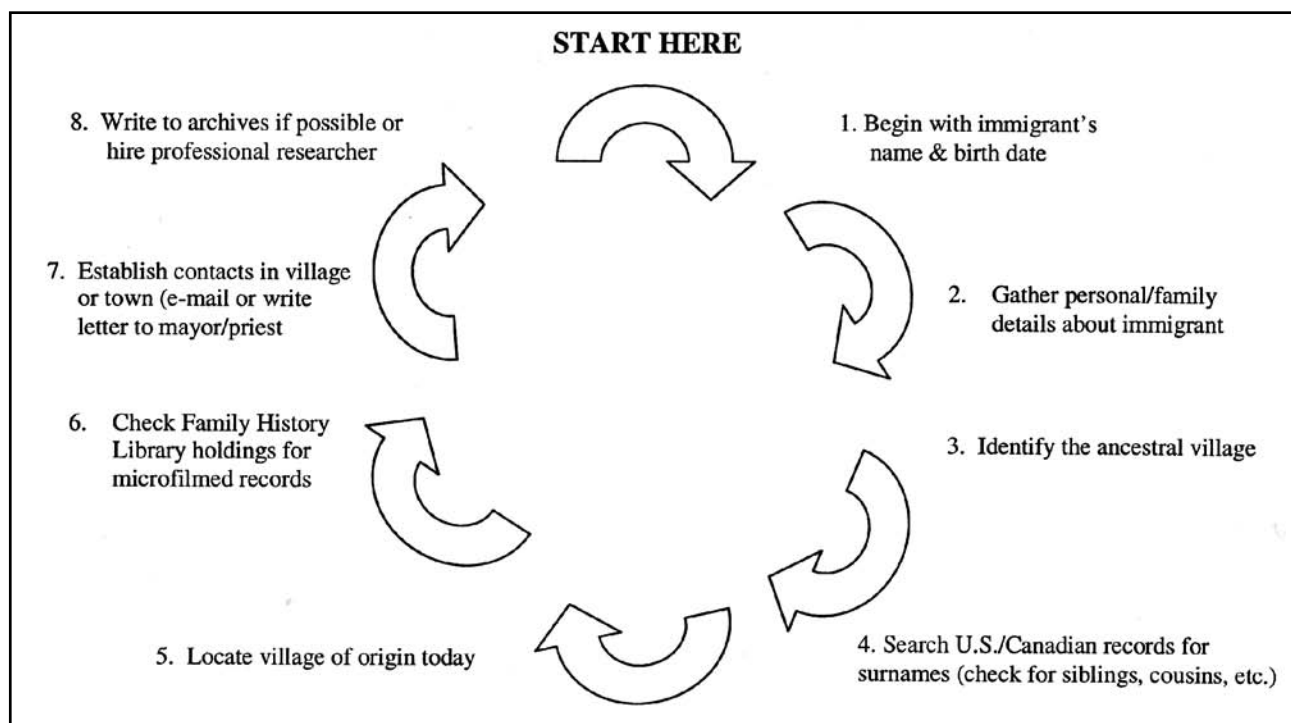 START HERE
1. Begin with immigrant's
name & birth date
2. Gather personal/family
details about immigrant
3. Identify the ancestral village
4. Search U.S./Canadian records for
surnames (check for siblings, cousins, etc.)
5. Locate village of origin today
6. Check Family History
Library holdings for
microfilmed records
7. Establish contacts in village
or town (e-mail or write
letter to mayor/priest
8. Write to archives if possible or
hire professional researcher